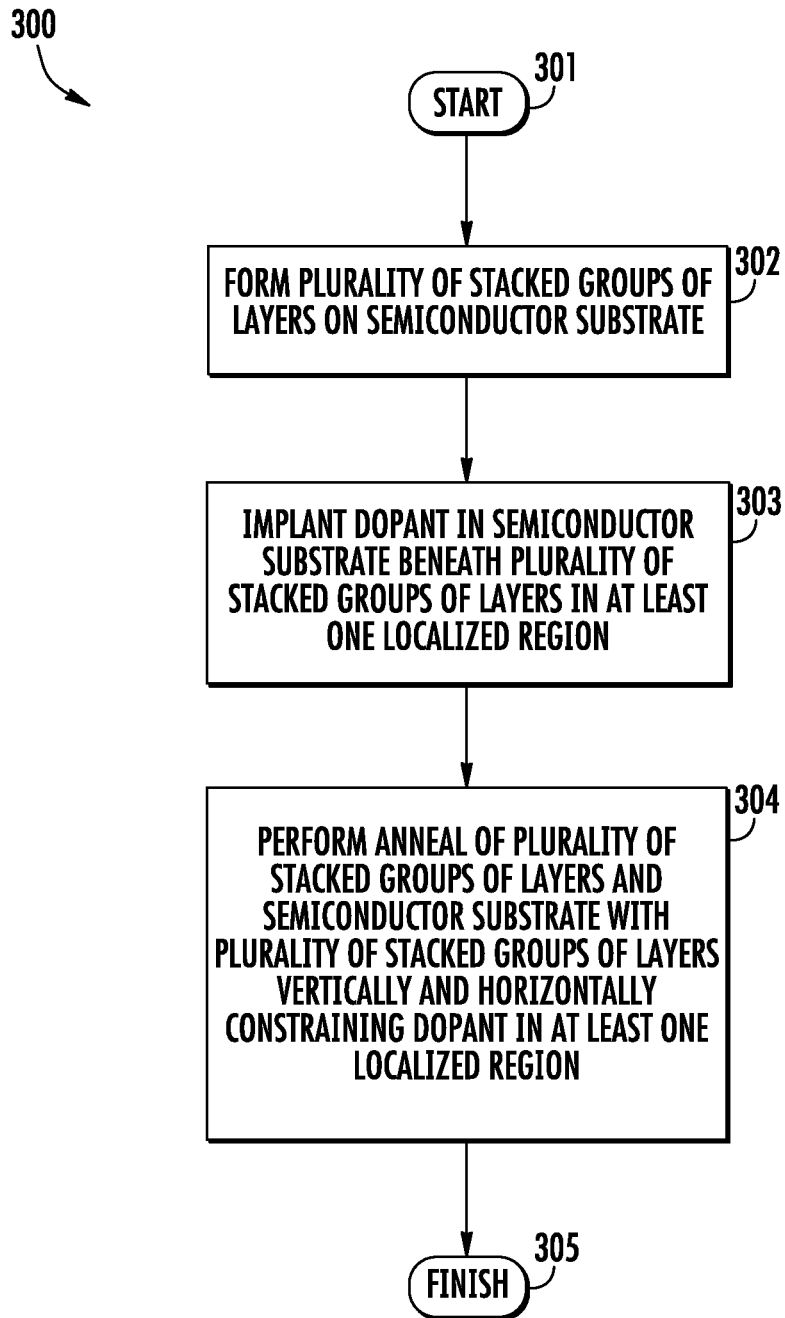 300
START
301
FORM PLURALITY OF STACKED GROUPS OF
LAYERS ON SEMICONDUCTOR SUBSTRATE
302
IMPLANT DOPANT IN SEMICONDUCTOR
SUBSTRATE BENEATH PLURALITY OF
STACKED GROUPS OF LAYERS IN AT LEAST
ONE LOCALIZED REGION
303
PERFORM ANNEAL OF PLURALITY OF
STACKED GROUPS OF LAYERS AND
SEMICONDUCTOR SUBSTRATE WITH
PLURALITY OF STACKED GROUPS OF LAYERS
VERTICALLY AND HORIZONTALLY
CONSTRAINING DOPANT IN AT LEAST ONE
LOCALIZED REGION
304
FINISH
305